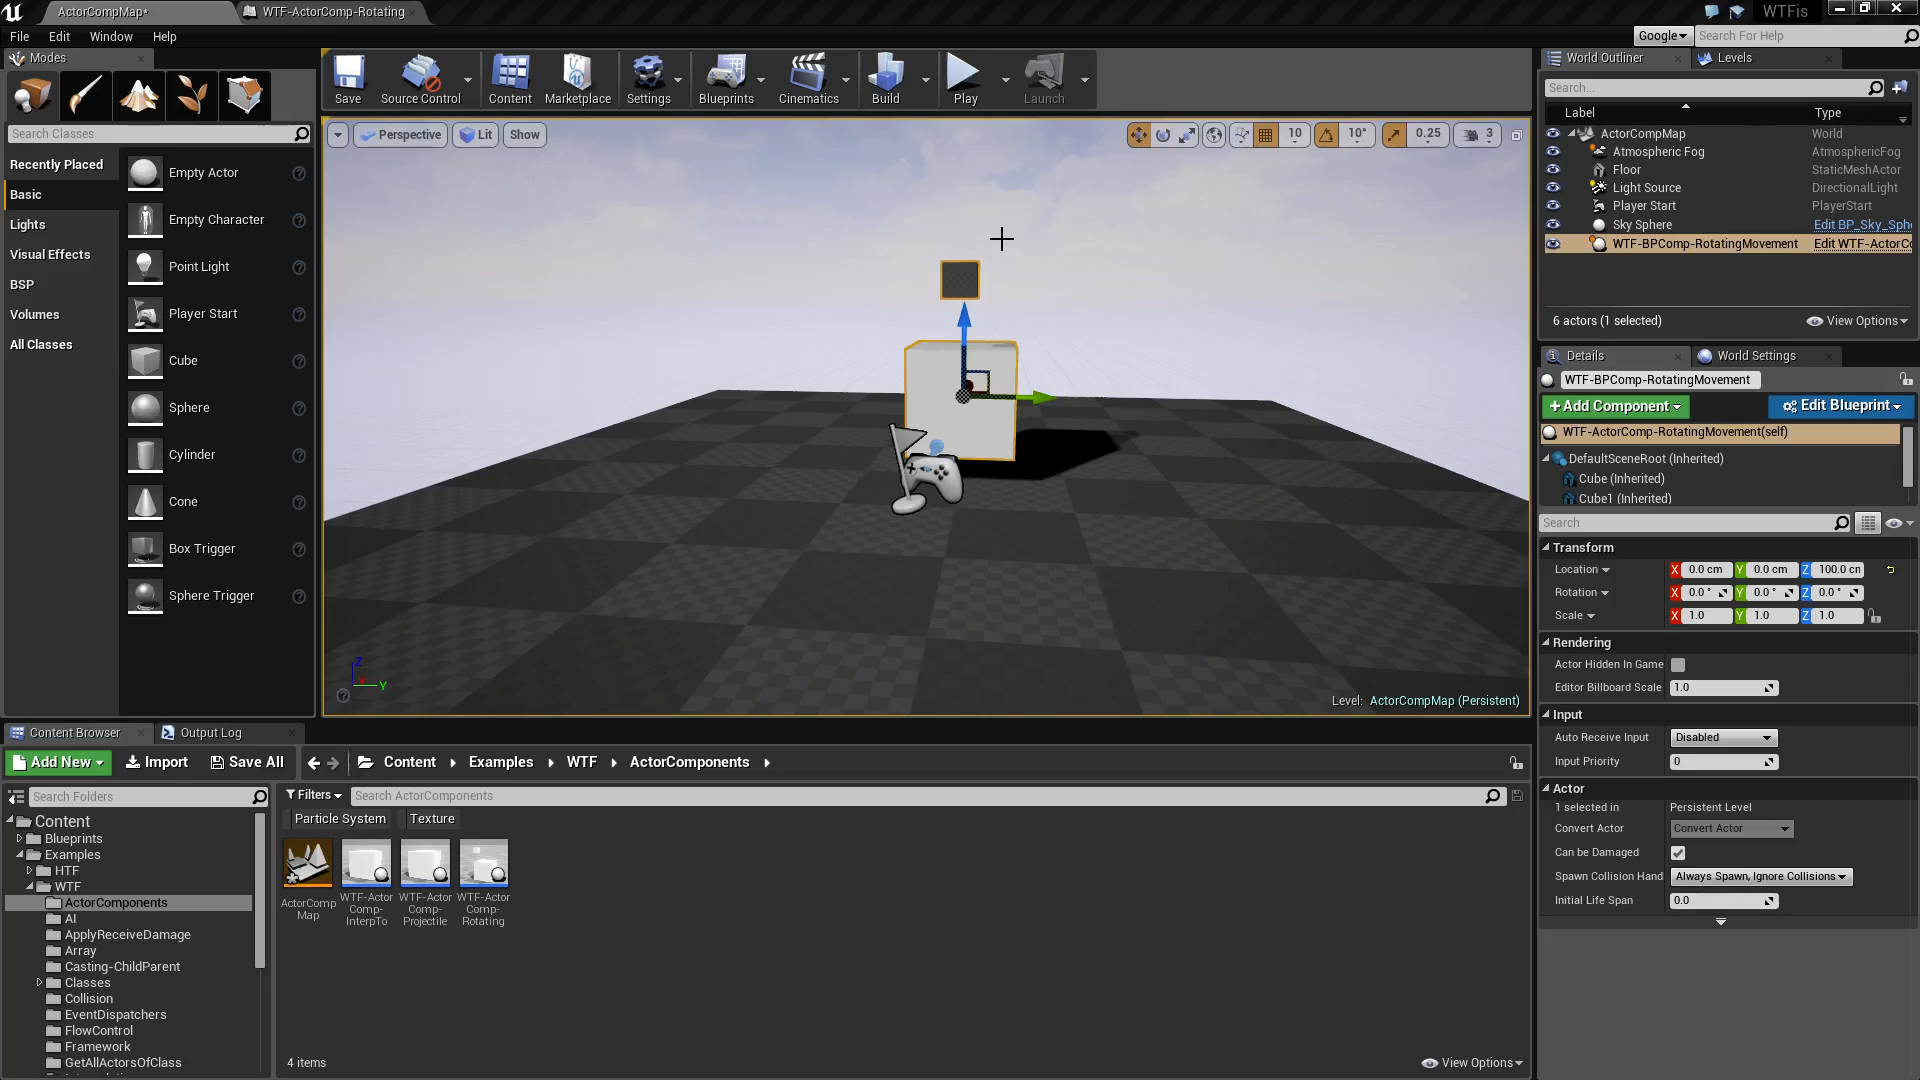 ActorCompMap*
WTF-ActorComp-Rotating
WTFis
File Edit Window Help
Google
Search For Help
Modes
Search Classes
Recently Placed
Basic
Lights
Visual Effects
BSP
Volumes
All Classes
Empty Actor
Empty Character
Point Light
Player Start
Cube
Sphere
Cylinder
Cone
Box Trigger
Sphere Trigger
Save
Source Control
Content
Marketplace
Settings
Blueprints
Cinematics
Build
Play
Launch
Perspective
Lit
Show
10
10°
0.25
3
Z
Y
Level: ActorCompMap (Persistent)
World Outliner
Levels
Search...
Label Type
ActorCompMap World
Atmospheric Fog AtmosphericFog
Floor StaticMeshActor
Light Source DirectionalLight
Player Start PlayerStart
Sky Sphere Edit BP_Sky_Sph
WTF-BPComp-RotatingMovement Edit WTF-ActorC
6 actors (1 selected)
View Options
Details
World Settings
WTF-BPComp-RotatingMovement
+Add Component
Edit Blueprint
WTF-ActorComp-RotatingMovement(self)
DefaultSceneRoot (Inherited)
Cube (Inherited)
Cube1 (Inherited)
Search
Transform
Location X 0.0 cm Y 0.0 cm Z 100.0 cm
Rotation X 0.0 ° Y 0.0 ° Z 0.0 °
Scale X 1.0 Y 1.0 Z 1.0
Rendering
Actor Hidden In Game
Editor Billboard Scale 1.0
Input
Auto Receive Input Disabled
Input Priority 0
Actor
1 selected in Persistent Level
Convert Actor Convert Actor
Can be Damaged
Spawn Collision Hand Always Spawn, Ignore Collisions
Initial Life Span 0.0
Content Browser
Output Log
Add New
Import
Save All
Content Examples WTF ActorComponents
Search Folders
Filters
Search ActorComponents
Particle System
Texture
Content
Blueprints
Examples
HTF
WTF
ActorComponents
AI
ApplyReceiveDamage
Array
Casting-ChildParent
Classes
Collision
EventDispatchers
FlowControl
Framework
GetAllActorsOfClass
ActorComp
Map
WTF-Actor
Comp-
InterpTo
WTF-Actor
Comp-
Projectile
WTF-Actor
Comp-
Rotating
4 items
View Options